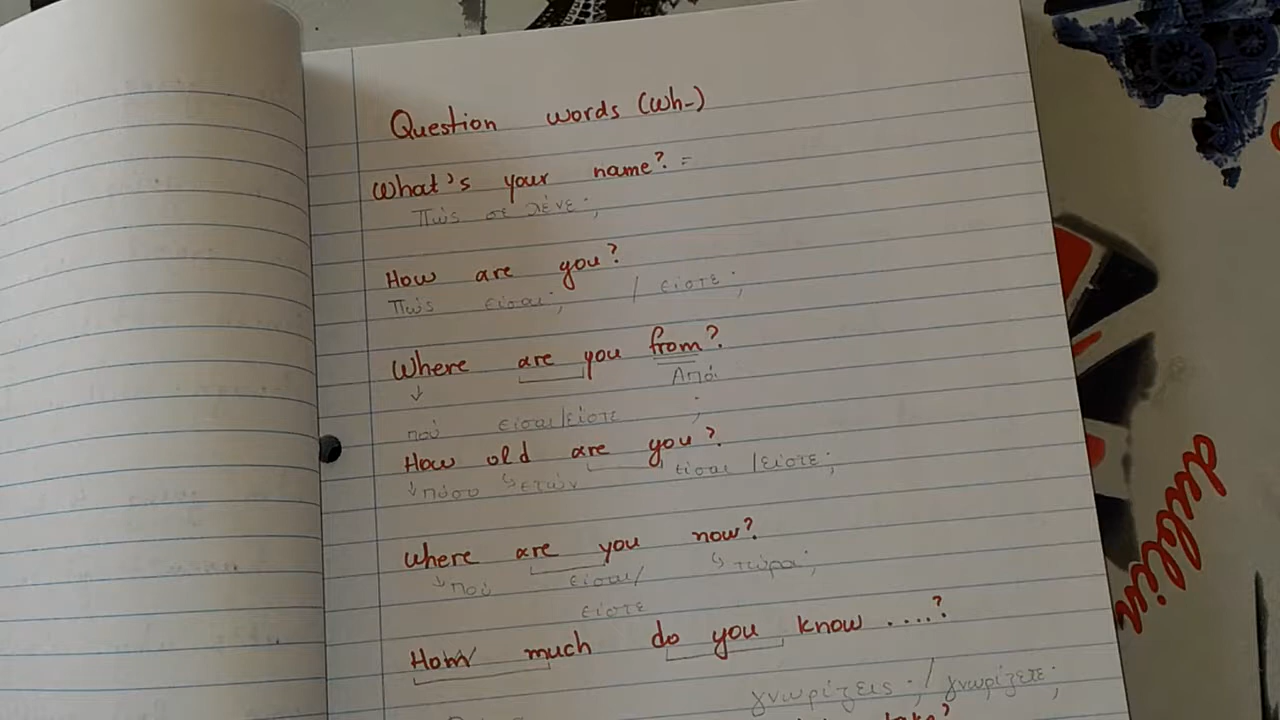 Question words (wh-)
What's your name? =
Πώς σε λένε;
How are you?
Πώς είσαι; / είστε;
Where are you from?
Από
πού είσαι/είστε ;
How old are you?
πόσο ετών είσαι / είστε;
Where are you now?
πού είσαι/ τώρα;
είστε
How much do you know ....?
γνωρίζεις; / γνωρίζετε;
dublin